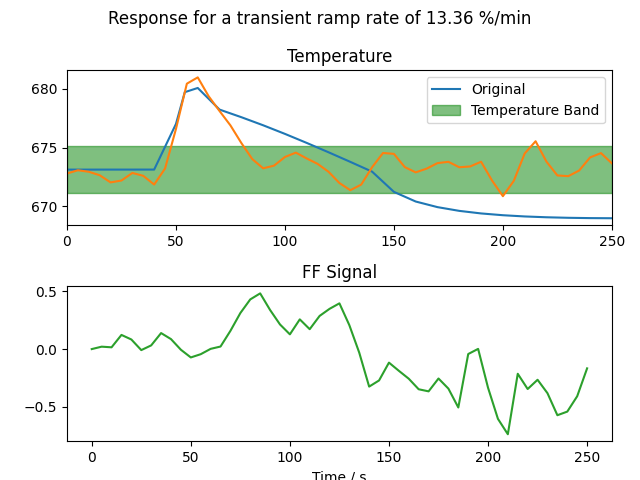 Response for a transient ramp rate of 13.36 %/min
Temperature
680
675
670
Original
Temperature Band
0 50 100 150 200 250
FF Signal
0.5
0.0
−0.5
0 50 100 150 200 250
Time / s